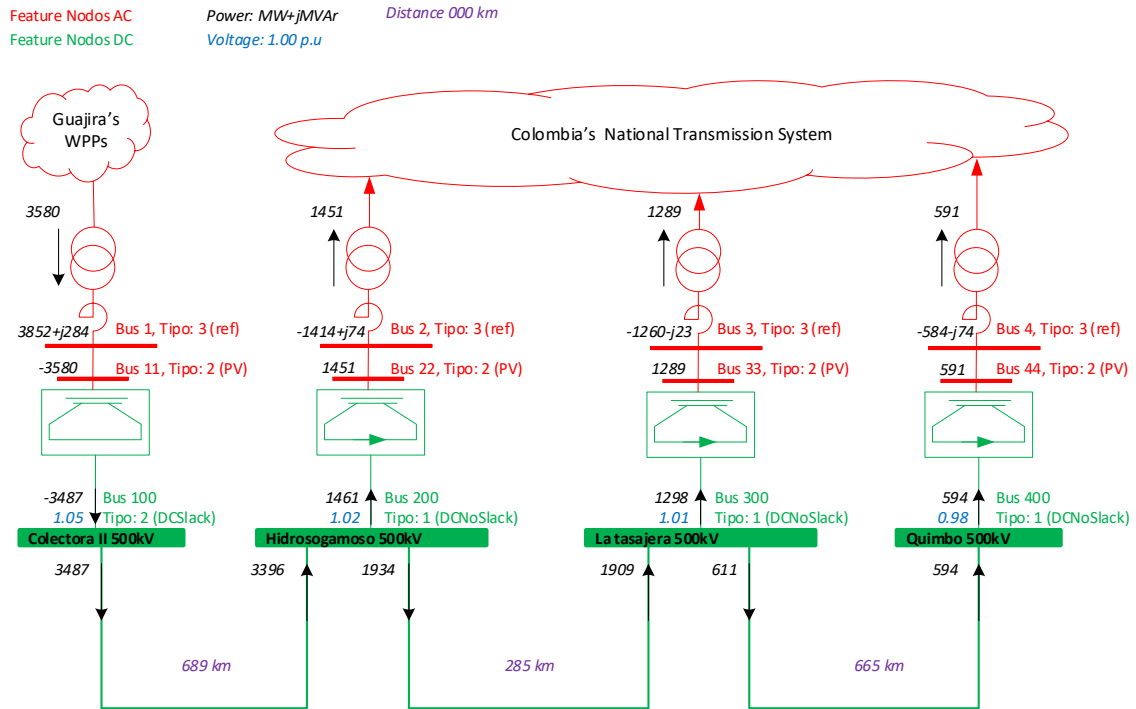 Feature Nodos AC
Power: MW+jMVAr
Distance 000 km
Feature Nodos DC
Voltage: 1.00 p.u
Guajira's
WPPs
Colombia's National Transmission System
3580
1451
1289
591
3852+j284
Bus 1, Tipo: 3 (ref)
-1414+j74
Bus 2, Tipo: 3 (ref)
-1260-j23
Bus 3, Tipo: 3 (ref)
-584-j74
Bus 4, Tipo: 3 (ref)
-3580
Bus 11, Tipo: 2 (PV)
1451
Bus 22, Tipo: 2 (PV)
1289
Bus 33, Tipo: 2 (PV)
591
Bus 44, Tipo: 2 (PV)
-3487
Bus 100
1461
Bus 200
1298
Bus 300
594
Bus 400
1.05
Tipo: 2 (DCSlack)
1.02
Tipo: 1 (DCNoSlack)
1.01
Tipo: 1 (DCNoSlack)
0.98
Tipo: 1 (DCNoSlack)
Colectora II 500kV
Hidrosogamoso 500kV
La tasajera 500kV
Quimbo 500kV
3487
3396
1934
1909
611
594
689 km
285 km
665 km